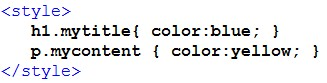 <style>
h1.mytitle{ color:blue; }
p.mycontent { color:yellow; }
</style>